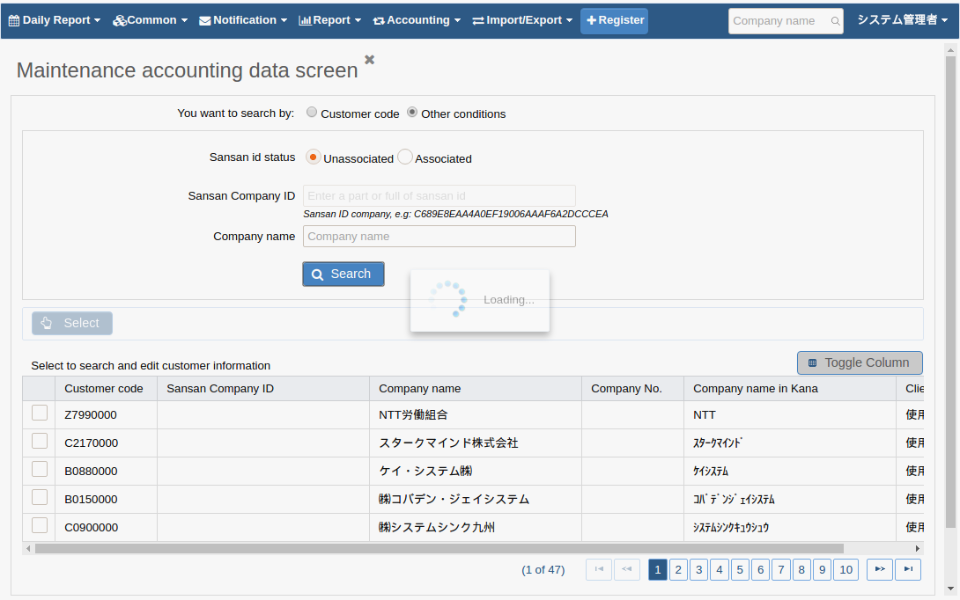 Daily Report Common Notification Report Accounting Import/Export Register Company name システム管理者
Maintenance accounting data screen
You want to search by: Customer code Other conditions
Sansan id status Unassociated Associated
Sansan Company ID Enter a part or full of sansan id
Sansan ID company, e.g: C689E8EAA4A0EF19006AAAF6A2DCCCEA
Company name Company name
Search
Loading...
Select
Select to search and edit customer information Toggle Column
Customer code Sansan Company ID Company name Company No. Company name in Kana Clie
Z7990000 NTT労働組合 NTT 使用
C2170000 スタークマインド株式会社 ｽﾀｰｸﾏｲﾝﾄﾞ 使用
B0880000 ケイ・システム㈱ ｹｲｼｽﾃﾑ 使用
B0150000 ㈱コバデン・ジェイシステム ｺﾊﾞﾃﾞﾝｼﾞｪｲｼｽﾃﾑ 使用
C0900000 ㈱システムシンク九州 ｼｽﾃﾑｼﾝｸｷｭｳｼｭｳ 使用
(1 of 47) 1 2 3 4 5 6 7 8 9 10